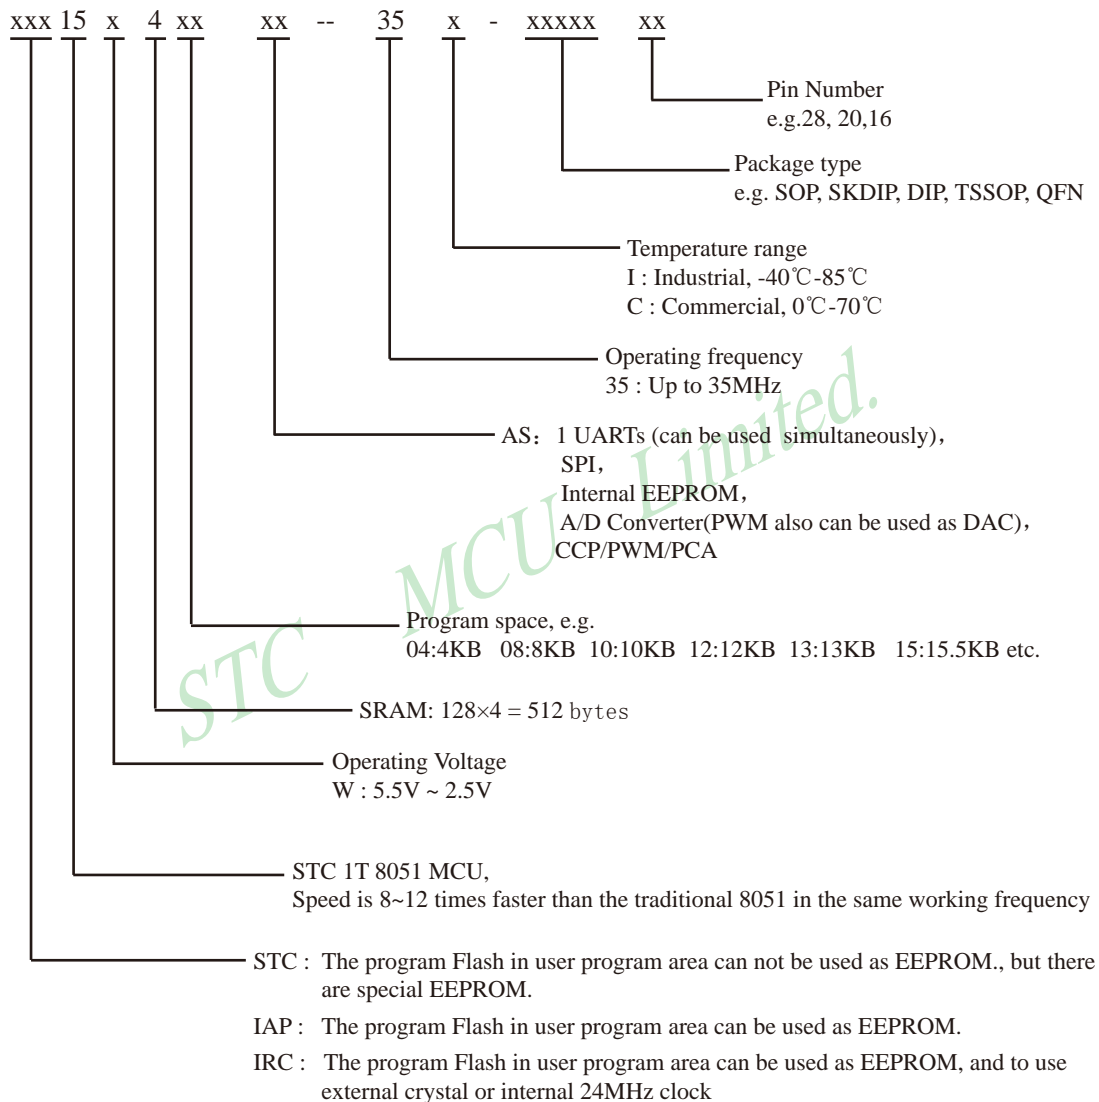 xxx 15 x 4 xx xx -- 35 x - xxxxx xx
Pin Number
e.g.28, 20,16
Package type
e.g. SOP, SKDIP, DIP, TSSOP, QFN
Temperature range
I : Industrial, -40℃-85℃
C : Commercial, 0℃-70℃
Operating frequency
35 : Up to 35MHz
AS： 1 UARTs (can be used simultaneously)，
SPI，
Internal EEPROM，
A/D Converter(PWM also can be used as DAC)，
CCP/PWM/PCA
STC MCU Limited.
Program space, e.g.
04:4KB 08:8KB 10:10KB 12:12KB 13:13KB 15:15.5KB etc.
SRAM: 128×4 = 512 bytes
Operating Voltage
W : 5.5V ~ 2.5V
STC 1T 8051 MCU,
Speed is 8~12 times faster than the traditional 8051 in the same working frequency
STC : The program Flash in user program area can not be used as EEPROM., but there
are special EEPROM.
IAP : The program Flash in user program area can be used as EEPROM.
IRC : The program Flash in user program area can be used as EEPROM, and to use
external crystal or internal 24MHz clock